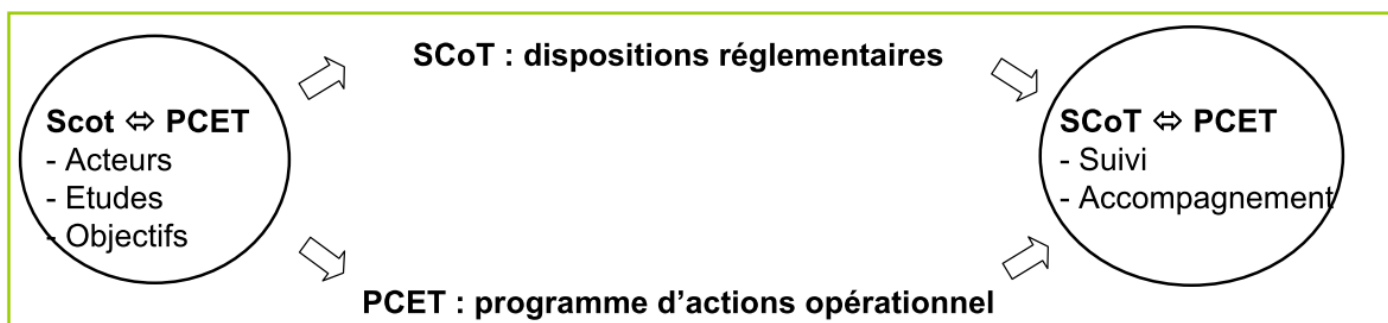 SCoT : dispositions réglementaires
Scot ⇔ PCET
- Acteurs
- Etudes
- Objectifs
SCoT ⇔ PCET
- Suivi
- Accompagnement
PCET : programme d’actions opérationnel